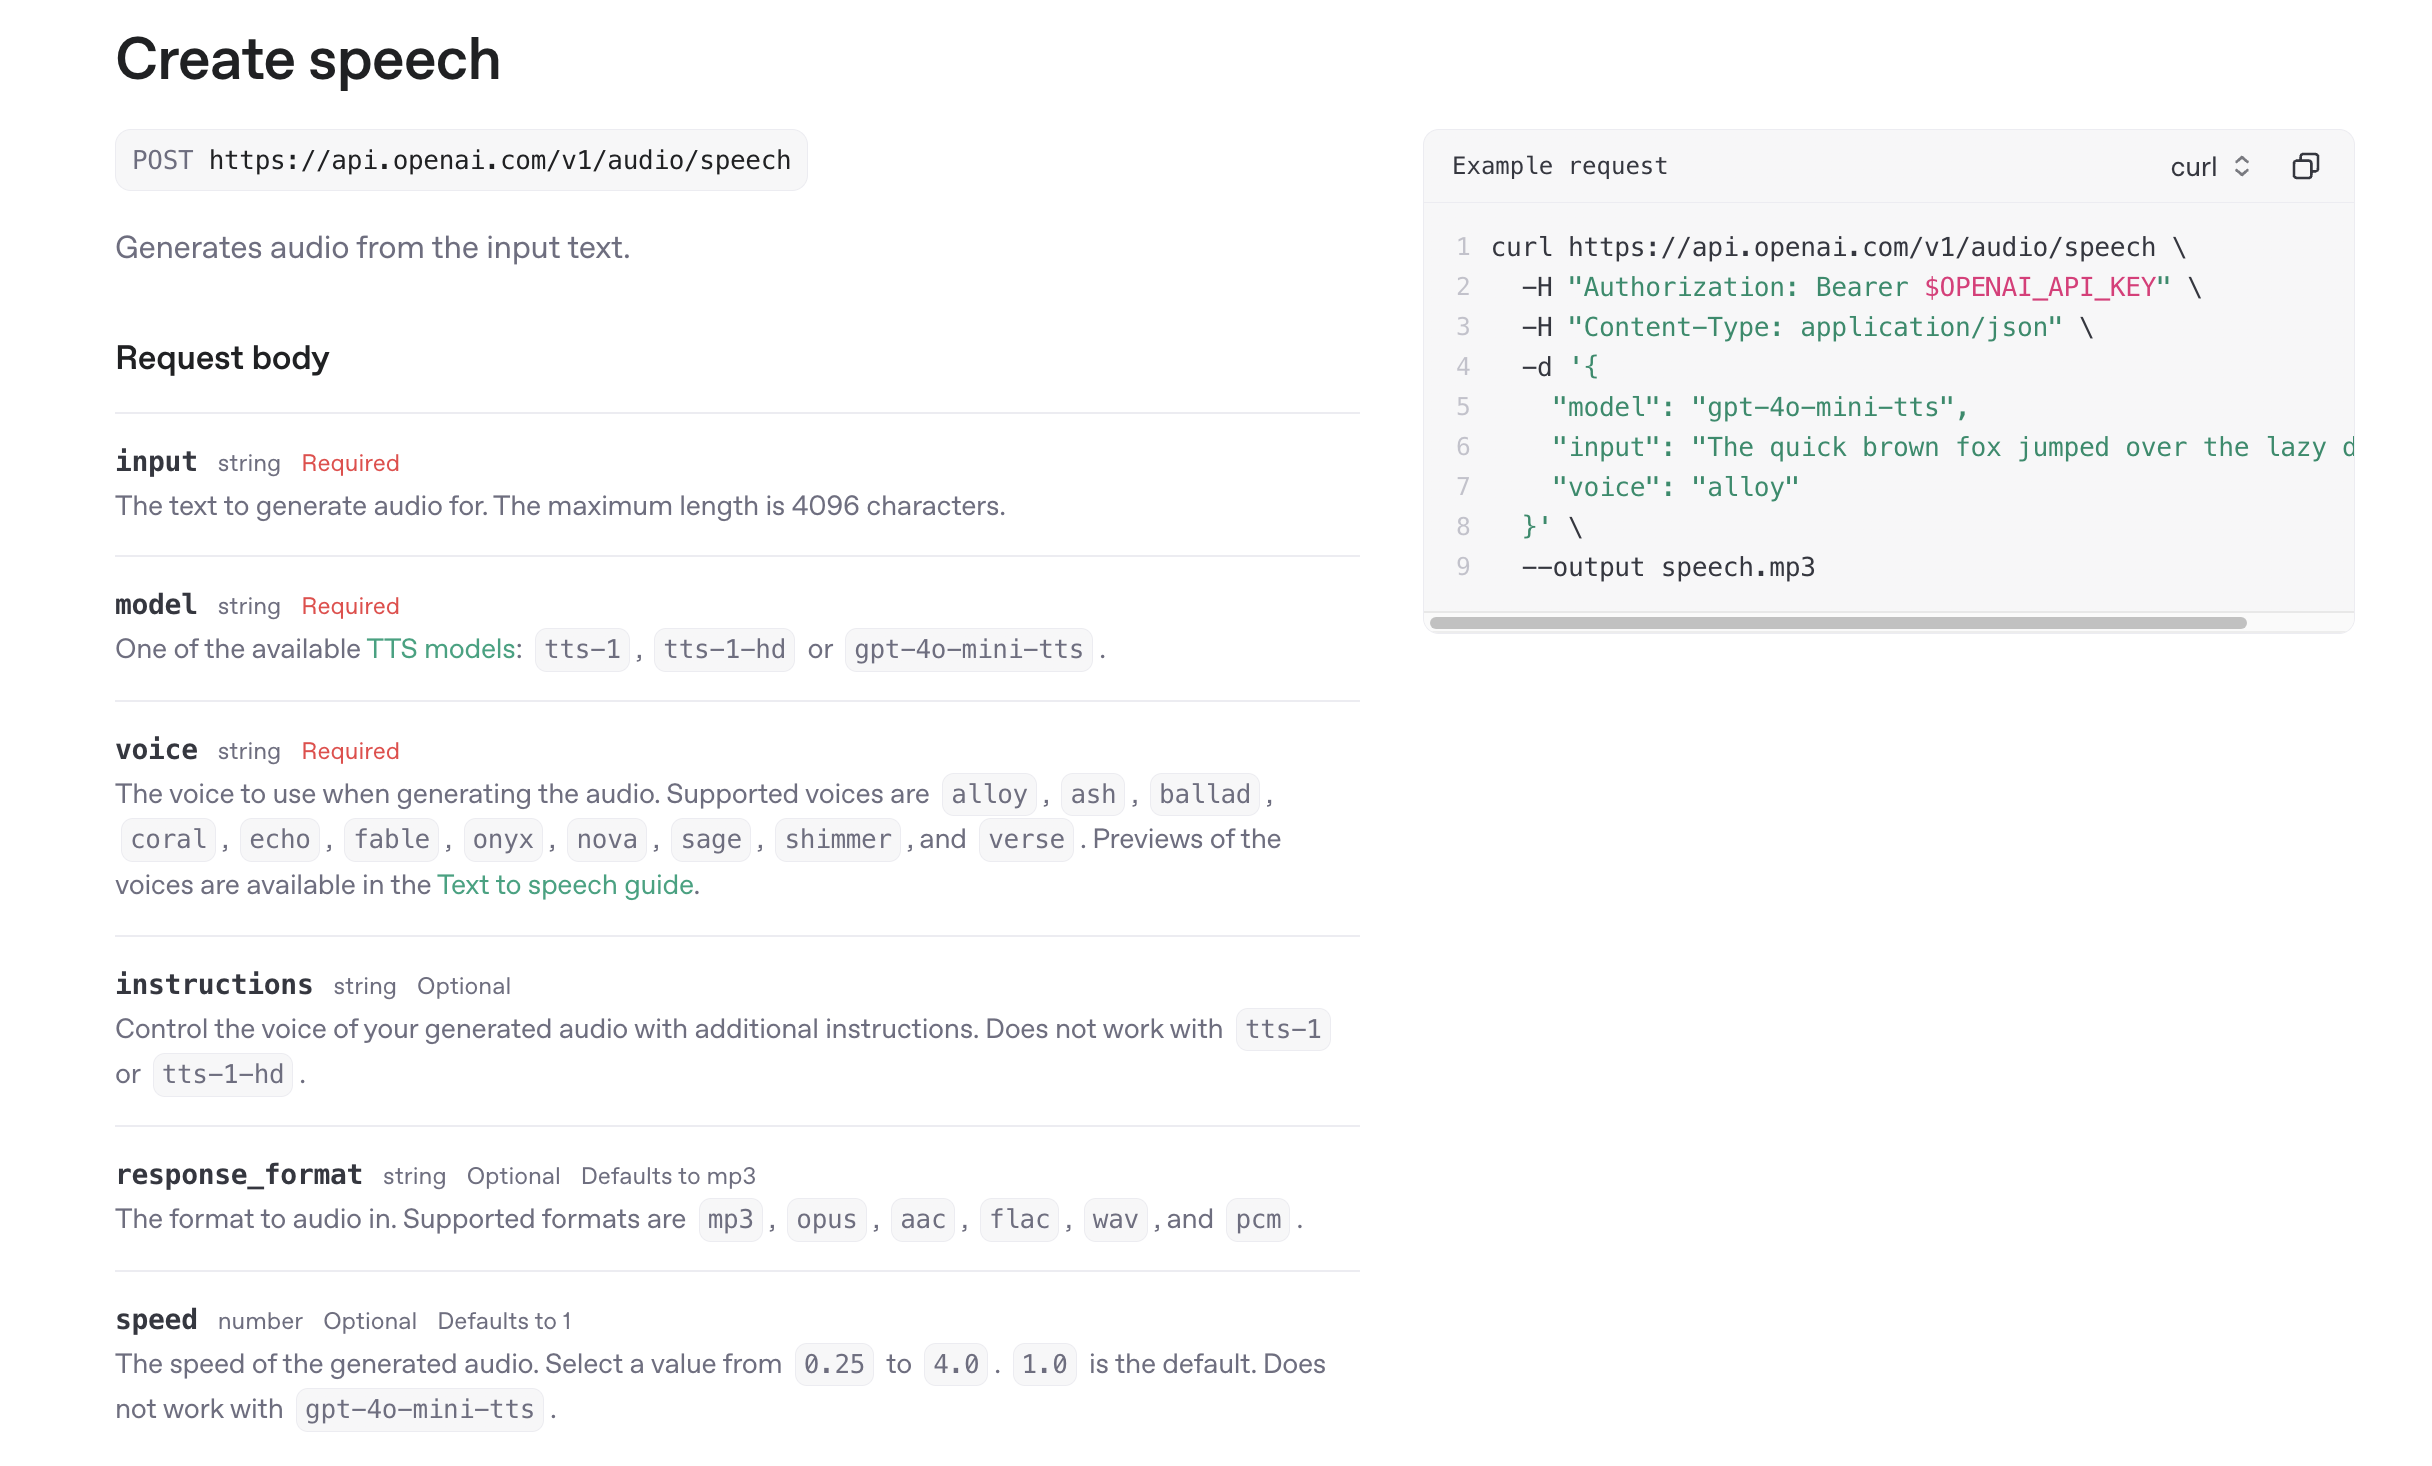 Create speech
POST https://api.openai.com/v1/audio/speech
Generates audio from the input text.
Request body
input string Required
The text to generate audio for. The maximum length is 4096 characters.
model string Required
One of the available TTS models: tts-1, tts-1-hd or gpt-4o-mini-tts.
voice string Required
The voice to use when generating the audio. Supported voices are alloy, ash, ballad,
coral, echo, fable, onyx, nova, sage, shimmer, and verse. Previews of the
voices are available in the Text to speech guide.
instructions string Optional
Control the voice of your generated audio with additional instructions. Does not work with tts-1
or tts-1-hd.
response_format string Optional Defaults to mp3
The format to audio in. Supported formats are mp3, opus, aac, flac, wav, and pcm.
speed number Optional Defaults to 1
The speed of the generated audio. Select a value from 0.25 to 4.0. 1.0 is the default. Does
not work with gpt-4o-mini-tts.
Example request curl
1 curl https://api.openai.com/v1/audio/speech \
2 -H "Authorization: Bearer $OPENAI_API_KEY" \
3 -H "Content-Type: application/json" \
4 -d '{
5 "model": "gpt-4o-mini-tts",
6 "input": "The quick brown fox jumped over the lazy
7 "voice": "alloy"
8 }' \
9 --output speech.mp3